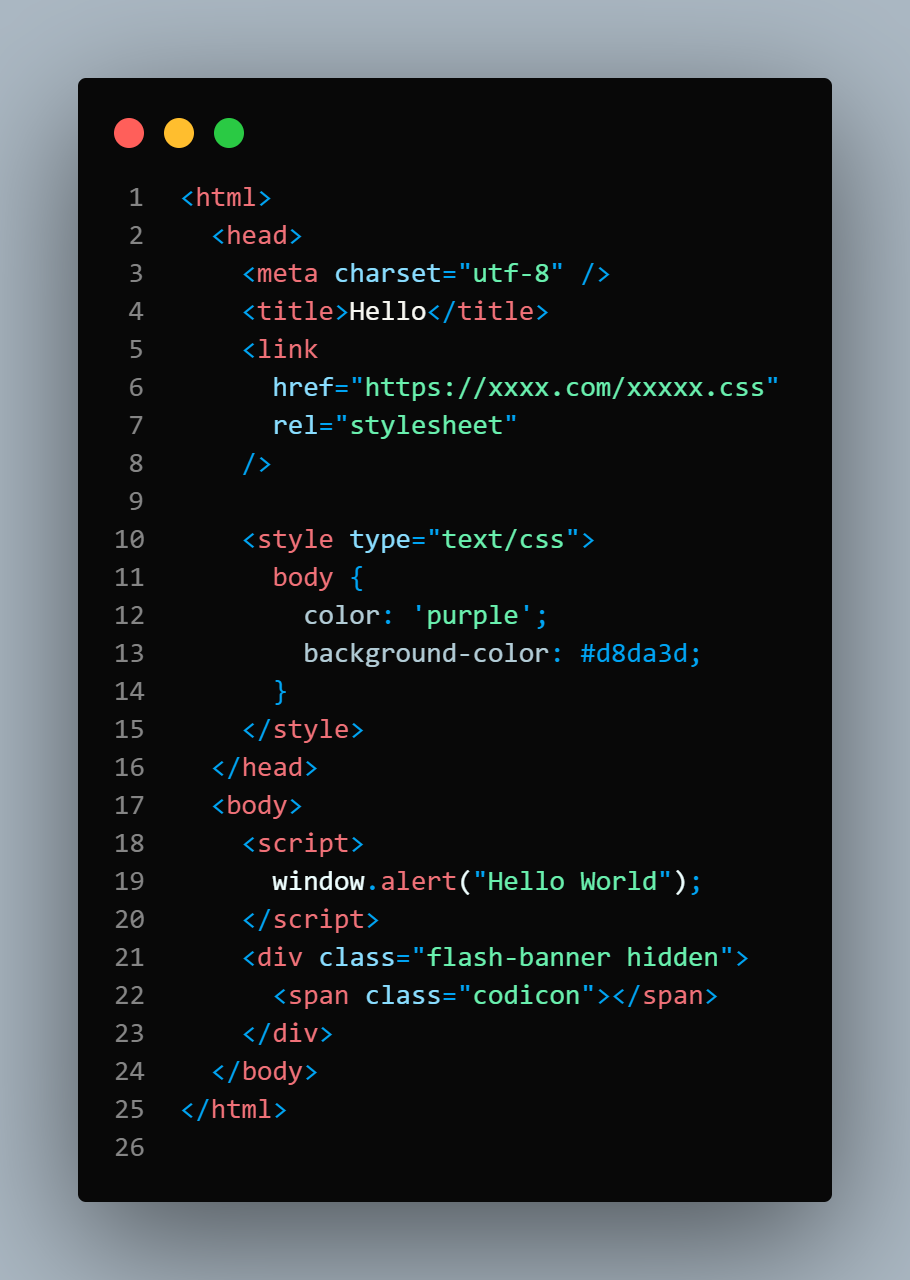 1 <html>
2   <head>
3     <meta charset="utf-8" />
4     <title>Hello</title>
5     <link
6       href="https://xxxx.com/xxxxx.css"
7       rel="stylesheet"
8     />
9
10     <style type="text/css">
11       body {
12         color: 'purple';
13         background-color: #d8da3d;
14       }
15     </style>
16   </head>
17   <body>
18     <script>
19       window.alert("Hello World");
20     </script>
21     <div class="flash-banner hidden">
22       <span class="codicon"></span>
23     </div>
24   </body>
25 </html>
26